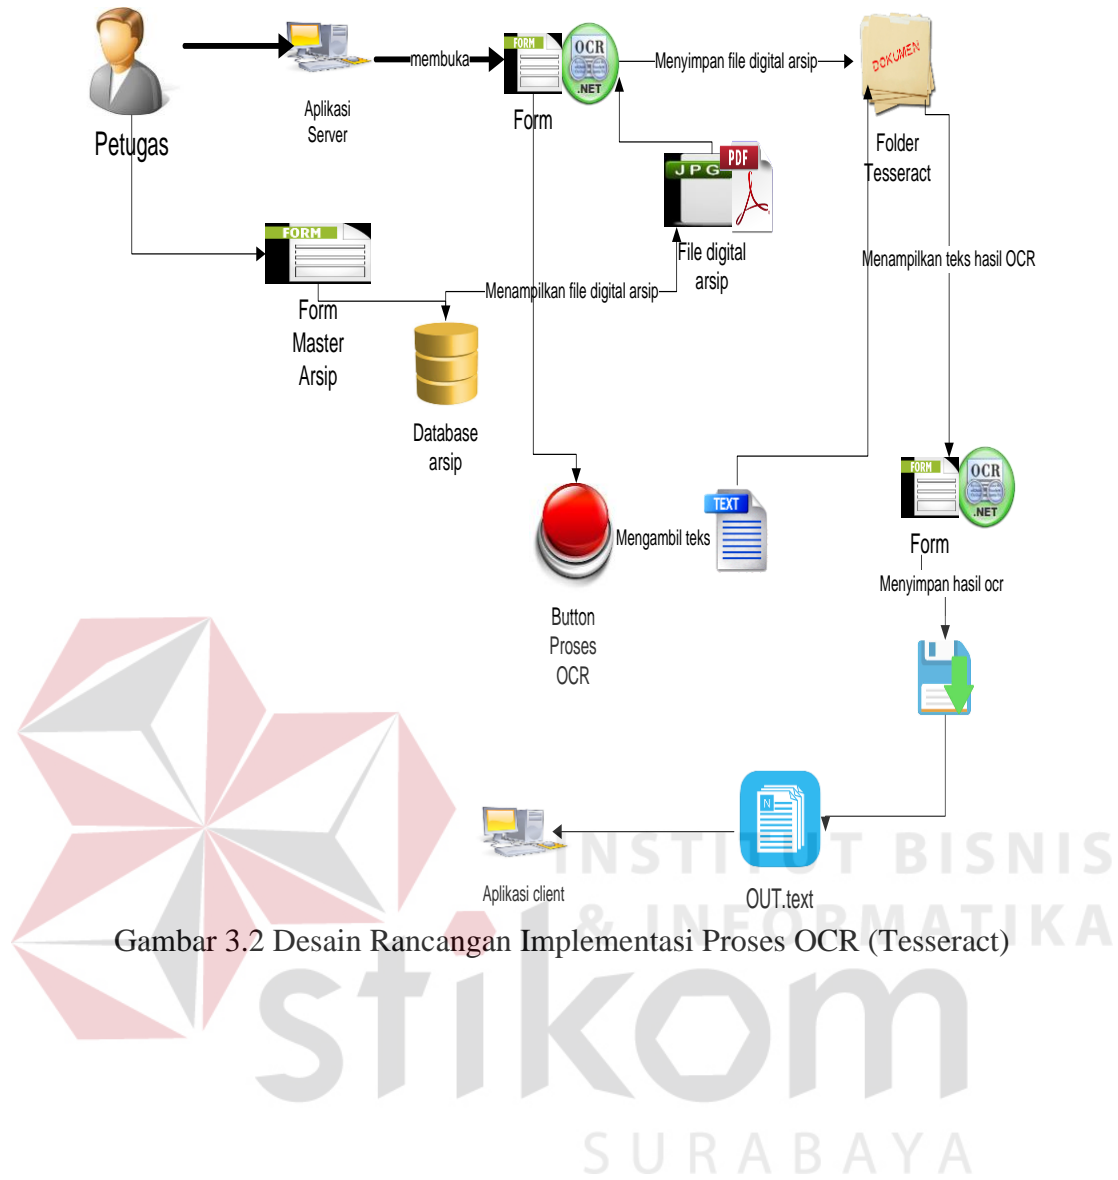 Petugas
Aplikasi
Server
membuka
FORM
OCR
.NET
Form
Menyimpan file digital arsip
DOKUMEN
Folder
Tesseract
JPG
PDF
File digital
arsip
FORM
Form
Master
Arsip
Menampilkan file digital arsip
Menampilkan teks hasil OCR
Database
arsip
Button
Proses
OCR
Mengambil teks
TEXT
FORM
OCR
.NET
Form
Menyimpan hasil ocr
N
OUT.text
Aplikasi client
Gambar 3.2 Desain Rancangan Implementasi Proses OCR (Tesseract)
INSTITUT BISNIS
& INFORMATIKA
stikom
SURABAYA